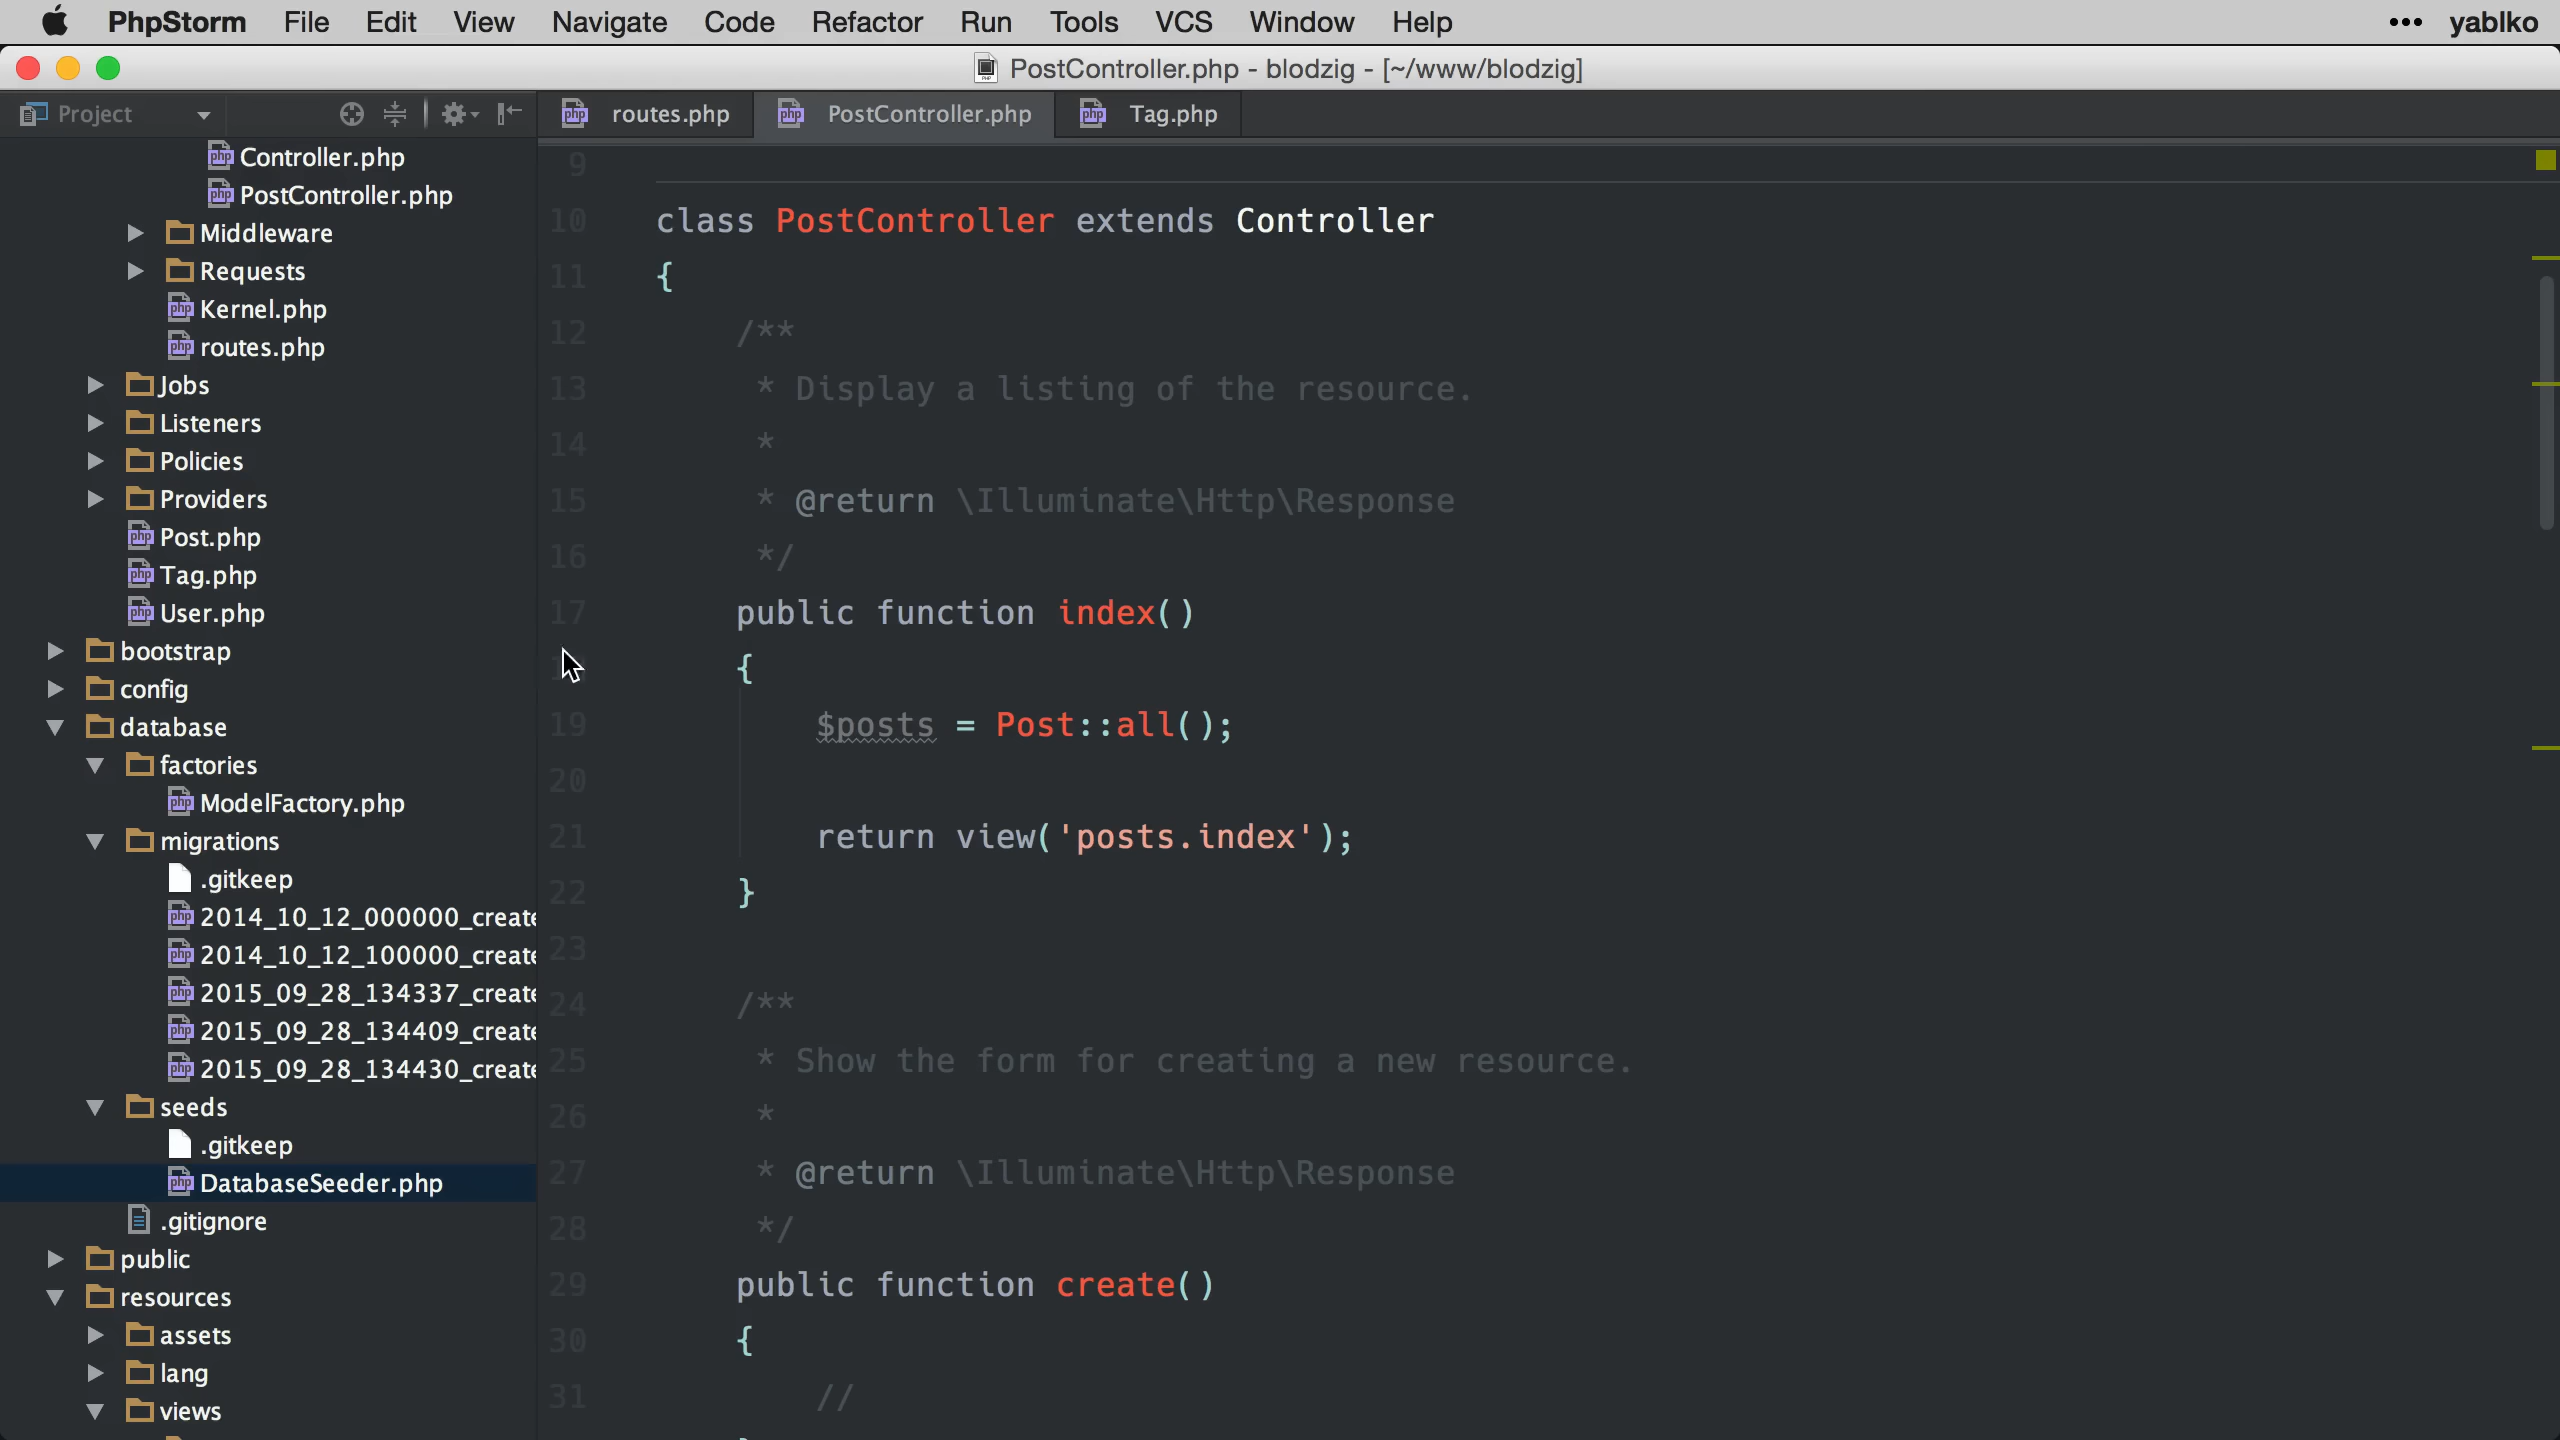 PhpStorm File Edit View Navigate Code Refactor Run Tools VCS Window Help ••• yablko
PostController.php - blodzig - [~/www/blodzig]
Project
routes.php PostController.php Tag.php
Controller.php
PostController.php
Middleware
Requests
Kernel.php
routes.php
Jobs
Listeners
Policies
Providers
Post.php
Tag.php
User.php
bootstrap
config
database
factories
ModelFactory.php
migrations
.gitkeep
2014_10_12_000000_create
2014_10_12_100000_create
2015_09_28_134337_create
2015_09_28_134409_create
2015_09_28_134430_create
seeds
.gitkeep
DatabaseSeeder.php
.gitignore
public
resources
assets
lang
views
9
10 class PostController extends Controller
11 {
12 /**
13 * Display a listing of the resource.
14 *
15 * @return \Illuminate\Http\Response
16 */
17 public function index()
{
19 $posts = Post::all();
20
21 return view('posts.index');
22 }
23
24 /**
25 * Show the form for creating a new resource.
26 *
27 * @return \Illuminate\Http\Response
28 */
29 public function create()
30 {
31 //